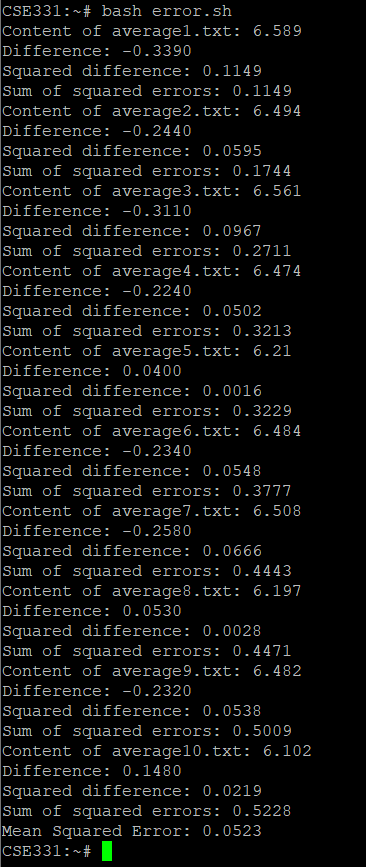 CSE331:~# bash error.sh
Content of average1.txt: 6.589
Difference: -0.3390
Squared difference: 0.1149
Sum of squared errors: 0.1149
Content of average2.txt: 6.494
Difference: -0.2440
Squared difference: 0.0595
Sum of squared errors: 0.1744
Content of average3.txt: 6.561
Difference: -0.3110
Squared difference: 0.0967
Sum of squared errors: 0.2711
Content of average4.txt: 6.474
Difference: -0.2240
Squared difference: 0.0502
Sum of squared errors: 0.3213
Content of average5.txt: 6.21
Difference: 0.0400
Squared difference: 0.0016
Sum of squared errors: 0.3229
Content of average6.txt: 6.484
Difference: -0.2340
Squared difference: 0.0548
Sum of squared errors: 0.3777
Content of average7.txt: 6.508
Difference: -0.2580
Squared difference: 0.0666
Sum of squared errors: 0.4443
Content of average8.txt: 6.197
Difference: 0.0530
Squared difference: 0.0028
Sum of squared errors: 0.4471
Content of average9.txt: 6.482
Difference: -0.2320
Squared difference: 0.0538
Sum of squared errors: 0.5009
Content of average10.txt: 6.102
Difference: 0.1480
Squared difference: 0.0219
Sum of squared errors: 0.5228
Mean Squared Error: 0.0523
CSE331:~#